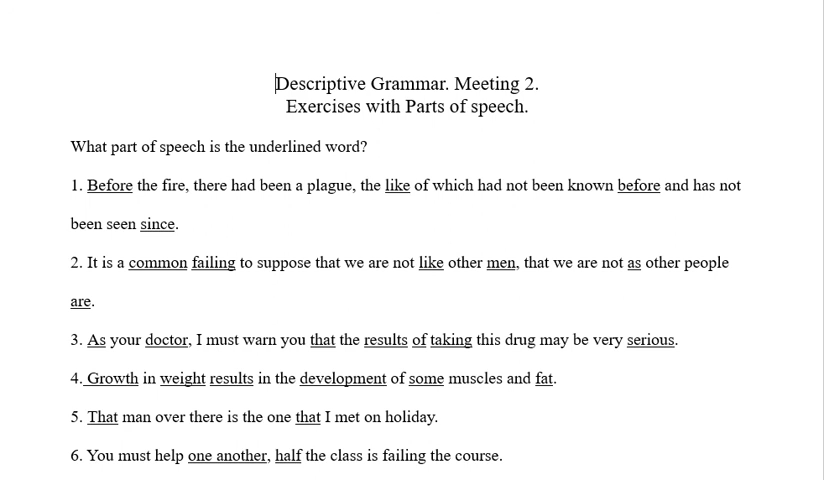 Descriptive Grammar. Meeting 2.
Exercises with Parts of speech.
What part of speech is the underlined word?
1. Before the fire, there had been a plague, the like of which had not been known before and has not
been seen since.
2. It is a common failing to suppose that we are not like other men, that we are not as other people
are.
3. As your doctor, I must warn you that the results of taking this drug may be very serious.
4. Growth in weight results in the development of some muscles and fat.
5. That man over there is the one that I met on holiday.
6. You must help one another, half the class is failing the course.